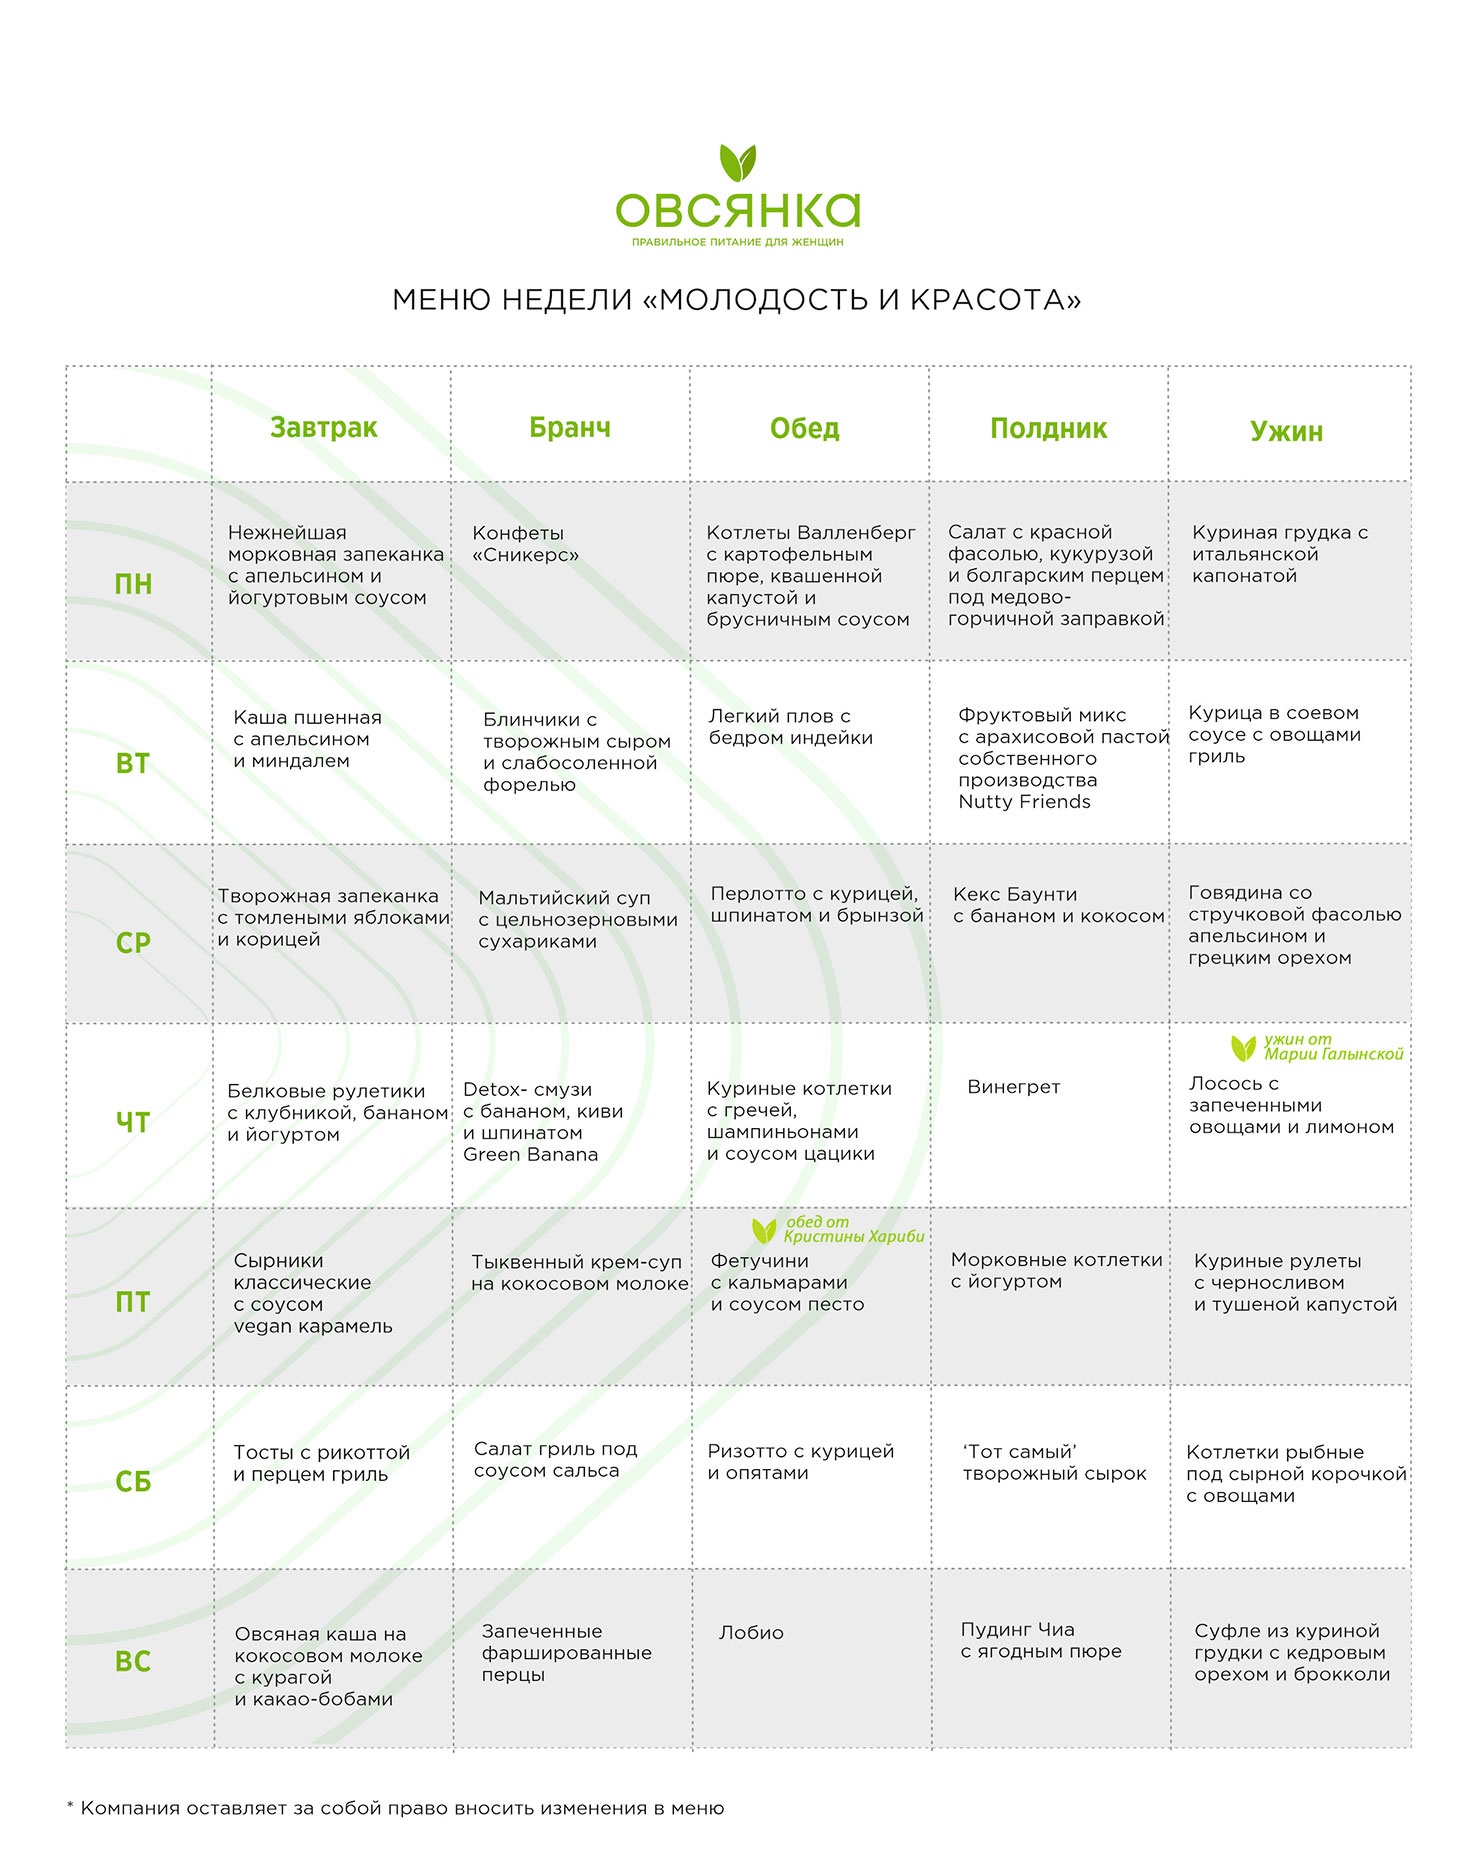 ОВСЯНКА
ПРАВИЛЬНОЕ ПИТАНИЕ ДЛЯ ЖЕНЩИН
МЕНЮ НЕДЕЛИ «МОЛОДОСТЬ И КРАСОТА»
Завтрак
Бранч
Обед
Полдник
Ужин
ПН
Нежнейшая
морковная запеканка
с апельсином и
йогуртовым соусом
Конфеты
«Сникерс»
Котлеты Валленберг
с картофельным
пюре, квашенной
капустой и
брусничным соусом
Салат с красной
фасолью, кукурузой
и болгарским перцем
под медово-
горчичной заправкой
Куриная грудка с
итальянской
капонатой
ВТ
Каша пшенная
с апельсином
и миндалем
Блинчики с
творожным сыром
и слабосоленной
форелью
Легкий плов с
бедром индейки
Фруктовый микс
с арахисовой пастой
собственного
производства
Nutty Friends
Курица в соевом
соусе с овощами
гриль
СР
Творожная запеканка
с томлеными яблоками
и корицей
Мальтийский суп
с цельнозерновыми
сухариками
Перлотто с курицей,
шпинатом и брынзой
Кекс Баунти
с бананом и кокосом
Говядина со
стручковой фасолью
апельсином и
грецким орехом
ЧТ
Белковые рулетики
с клубникой, бананом
и йогуртом
Detox- смузи
с бананом, киви
и шпинатом
Green Banana
Куриные котлетки
с гречей,
шампиньонами
и соусом цацики
Винегрет
ужин от
Марии Галынской
Лосось с
запеченными
овощами и лимоном
ПТ
Сырники
классические
с соусом
vegan карамель
Тыквенный крем-суп
на кокосовом молоке
обед от
Кристины Хариби
Фетучини
с кальмарами
и соусом песто
Морковные котлетки
с йогуртом
Куриные рулеты
с черносливом
и тушеной капустой
СБ
Тосты с рикоттой
и перцем гриль
Салат гриль под
соусом сальса
Ризотто с курицей
и опятами
‘Тот самый’
творожный сырок
Котлетки рыбные
под сырной корочкой
с овощами
ВС
Овсяная каша на
кокосовом молоке
с курагой
и какао-бобами
Запеченные
фаршированные
перцы
Лобио
Пудинг Чиа
с ягодным пюре
Суфле из куриной
грудки с кедровым
орехом и брокколи
* Компания оставляет за собой право вносить изменения в меню